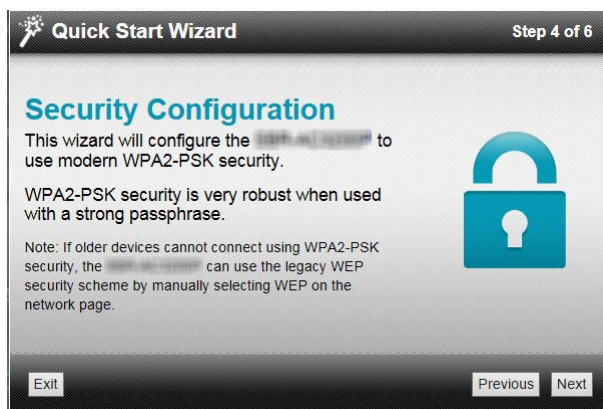 Quick Start Wizard
Step 4 of 6
Security Configuration
This wizard will configure the to
use modern WPA2-PSK security.
WPA2-PSK security is very robust when used
with a strong passphrase.
Note: If older devices cannot connect using WPA2-PSK
security, the can use the legacy WEP
security scheme by manually selecting WEP on the
network page.
Exit
Previous
Next